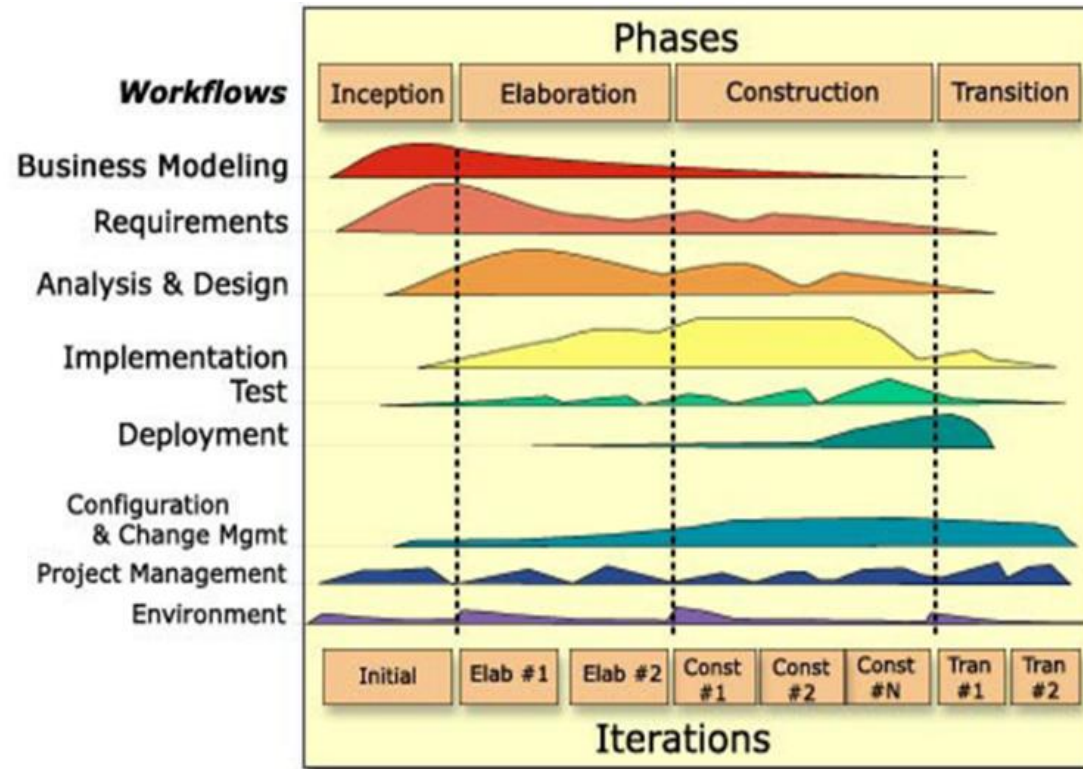 Phases
Workflows
Inception
Elaboration
Construction
Transition
Business Modeling
Requirements
Analysis & Design
Implementation
Test
Deployment
Configuration
& Change Mgmt
Project Management
Environment
Initial
Elab #1
Elab #2
Const
#1
Const
#2
Const
#N
Tran
#1
Tran
#2
Iterations